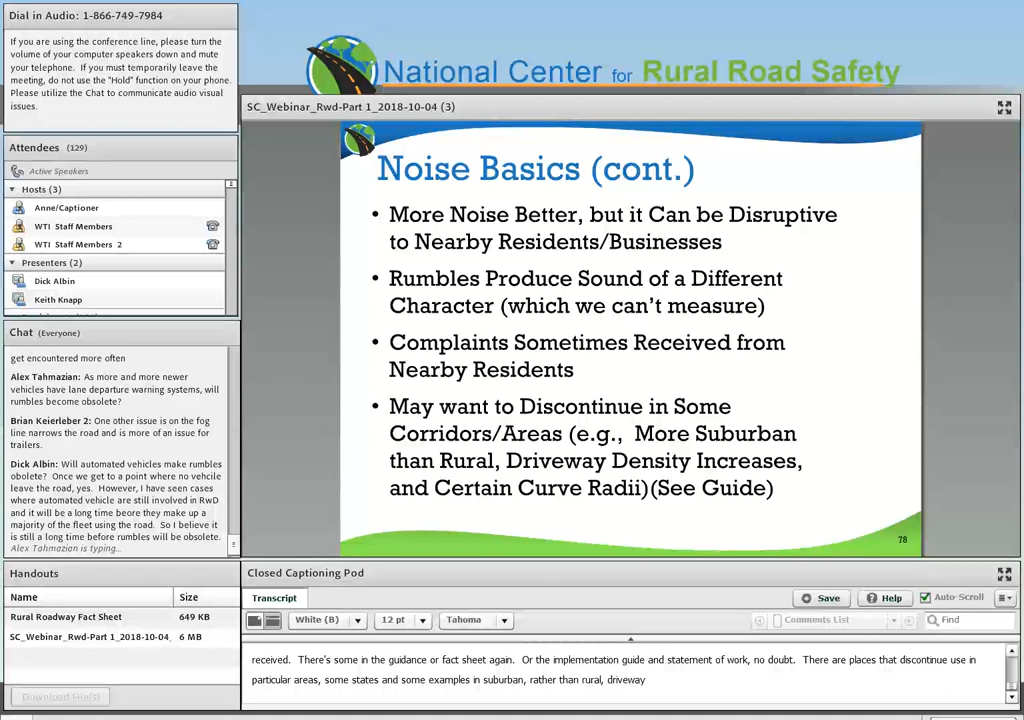 Dial in Audio: 1-866-749-7984
If you are using the conference line, please turn the
volume of your computer speakers down and mute
your telephone. If you must temporarily leave the
meeting, do not use the "Hold" function on your phone.
Please utilize the Chat to communicate audio visual
issues.
National Center for Rural Road Safety
SC_Webinar_Rwd-Part 1_2018-10-04 (3)
Attendees (129)
Active Speakers
Hosts (3)
Anne/Captioner
WTI Staff Members
WTI Staff Members 2
Presenters (2)
Dick Albin
Keith Knapp
Chat (Everyone)
get encountered more often
Alex Tahmazian: As more and more newer
vehicles have lane departure warning systems, will
rumbles become obsolete?
Brian Keierleber 2: One other issue is on the fog
line narrows the road and is more of an issue for
trailers.
Dick Albin: Will automated vehicles make rumbles
obolete? Once we get to a point where no vehcile
leave the road, yes. However, I have seen cases
where automated vehicle are still involved in RwD
and it will be a long time beore they make up a
majority of the fleet using the road. So I believe it
is still a long time before rumbles will be obsolete.
Alex Tahmazian is typing...
Noise Basics (cont.)
• More Noise Better, but it Can be Disruptive
to Nearby Residents/Businesses
• Rumbles Produce Sound of a Different
Character (which we can't measure)
• Complaints Sometimes Received from
Nearby Residents
• May want to Discontinue in Some
Corridors/Areas (e.g., More Suburban
than Rural, Driveway Density Increases,
and Certain Curve Radii)(See Guide)
78
Handouts
Name Size
Rural Roadway Fact Sheet 649 KB
SC_Webinar_Rwd-Part 1_2018-10-04_ 6 MB
Download File(s)
Closed Captioning Pod
Transcript
Save
Help
Auto-Scroll
White (B)
12 pt
Tahoma
Comments List
Find
received. There's some in the guidance or fact sheet again. Or the implementation guide and statement of work, no doubt. There are places that discontinue use in
particular areas, some states and some examples in suburban, rather than rural, driveway